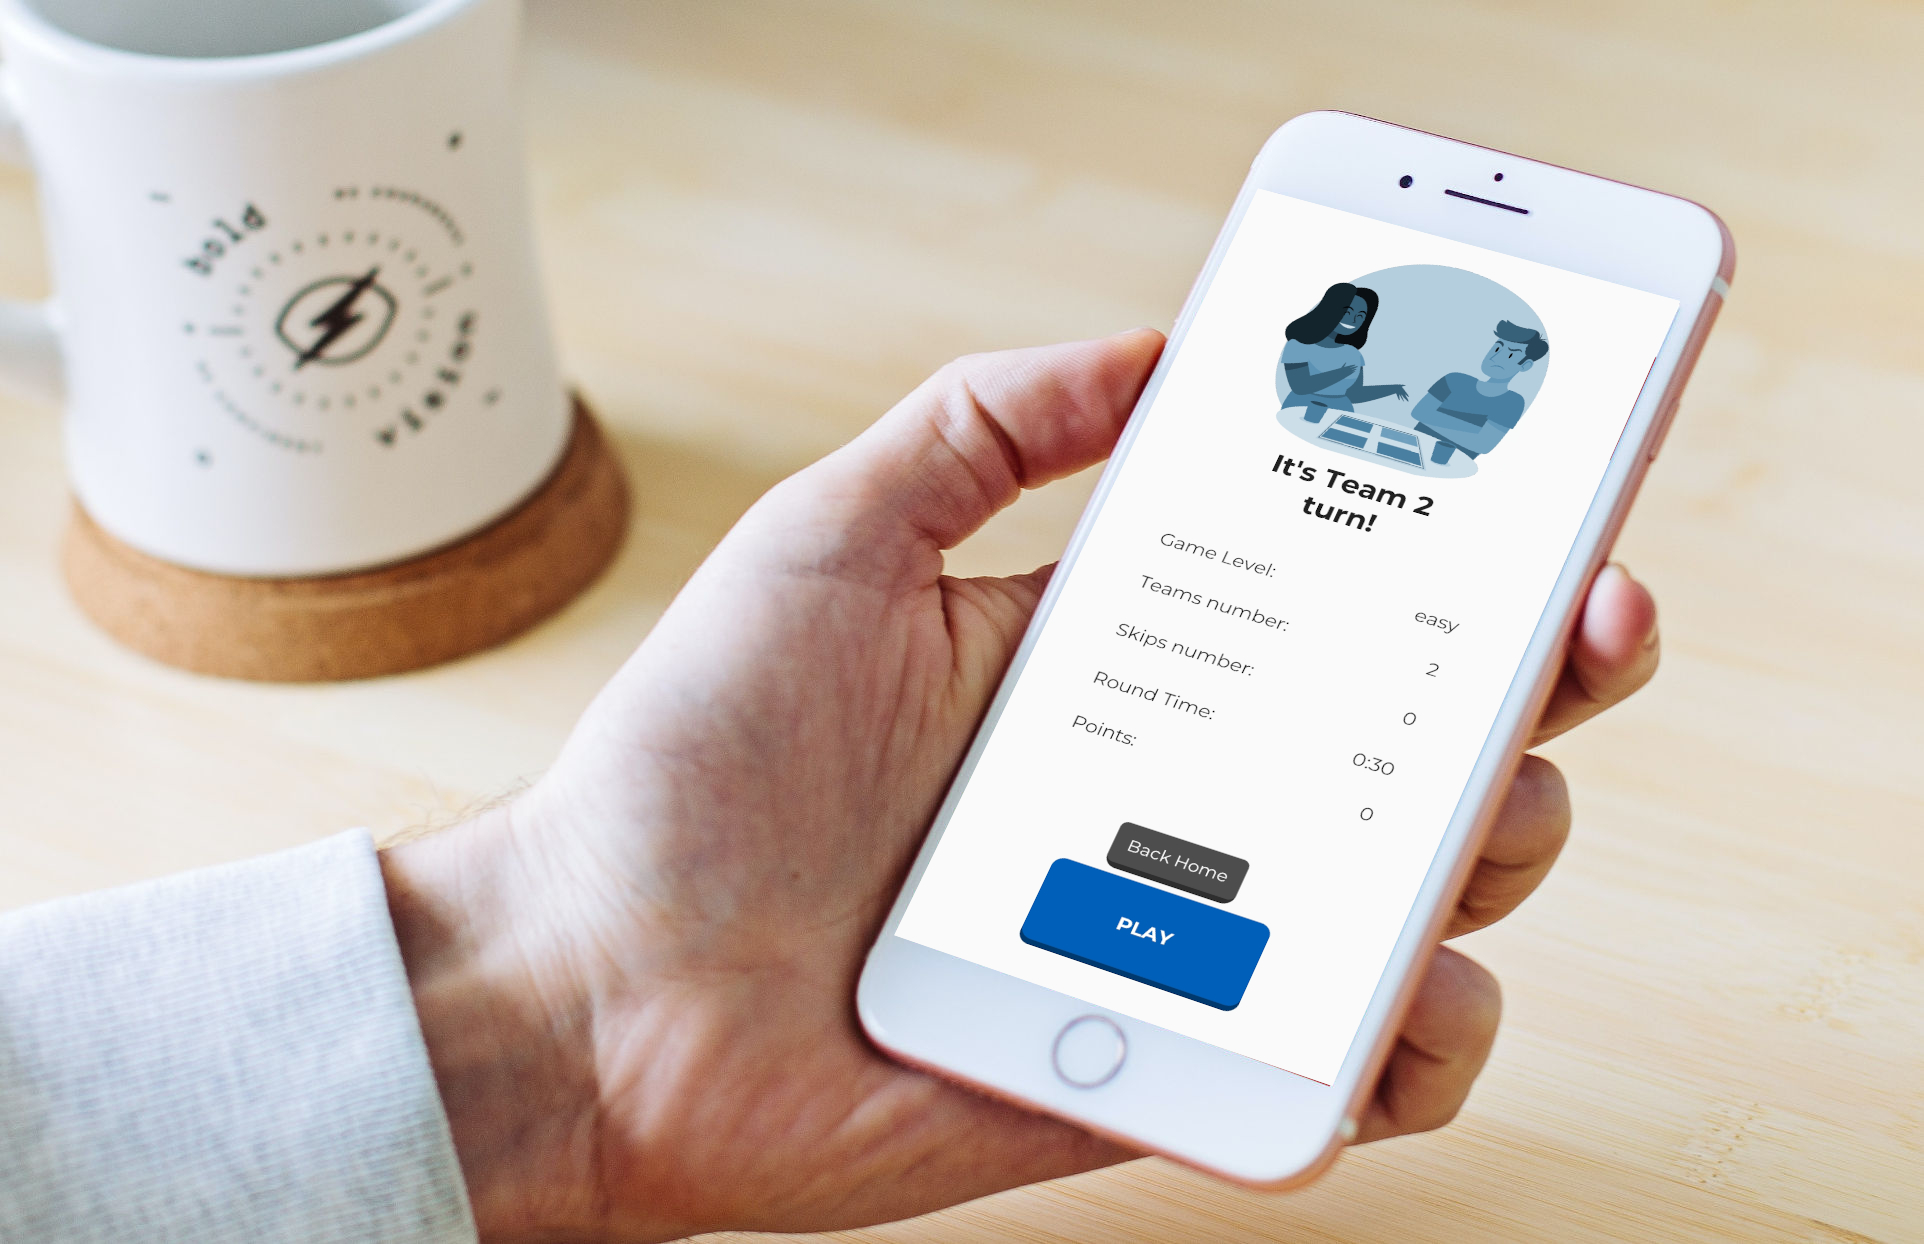 bold
vision
It's Team 2
turn!
Game Level: easy
Teams number: 2
Skips number: 0
Round Time: 0:30
Points: 0
Back Home
PLAY